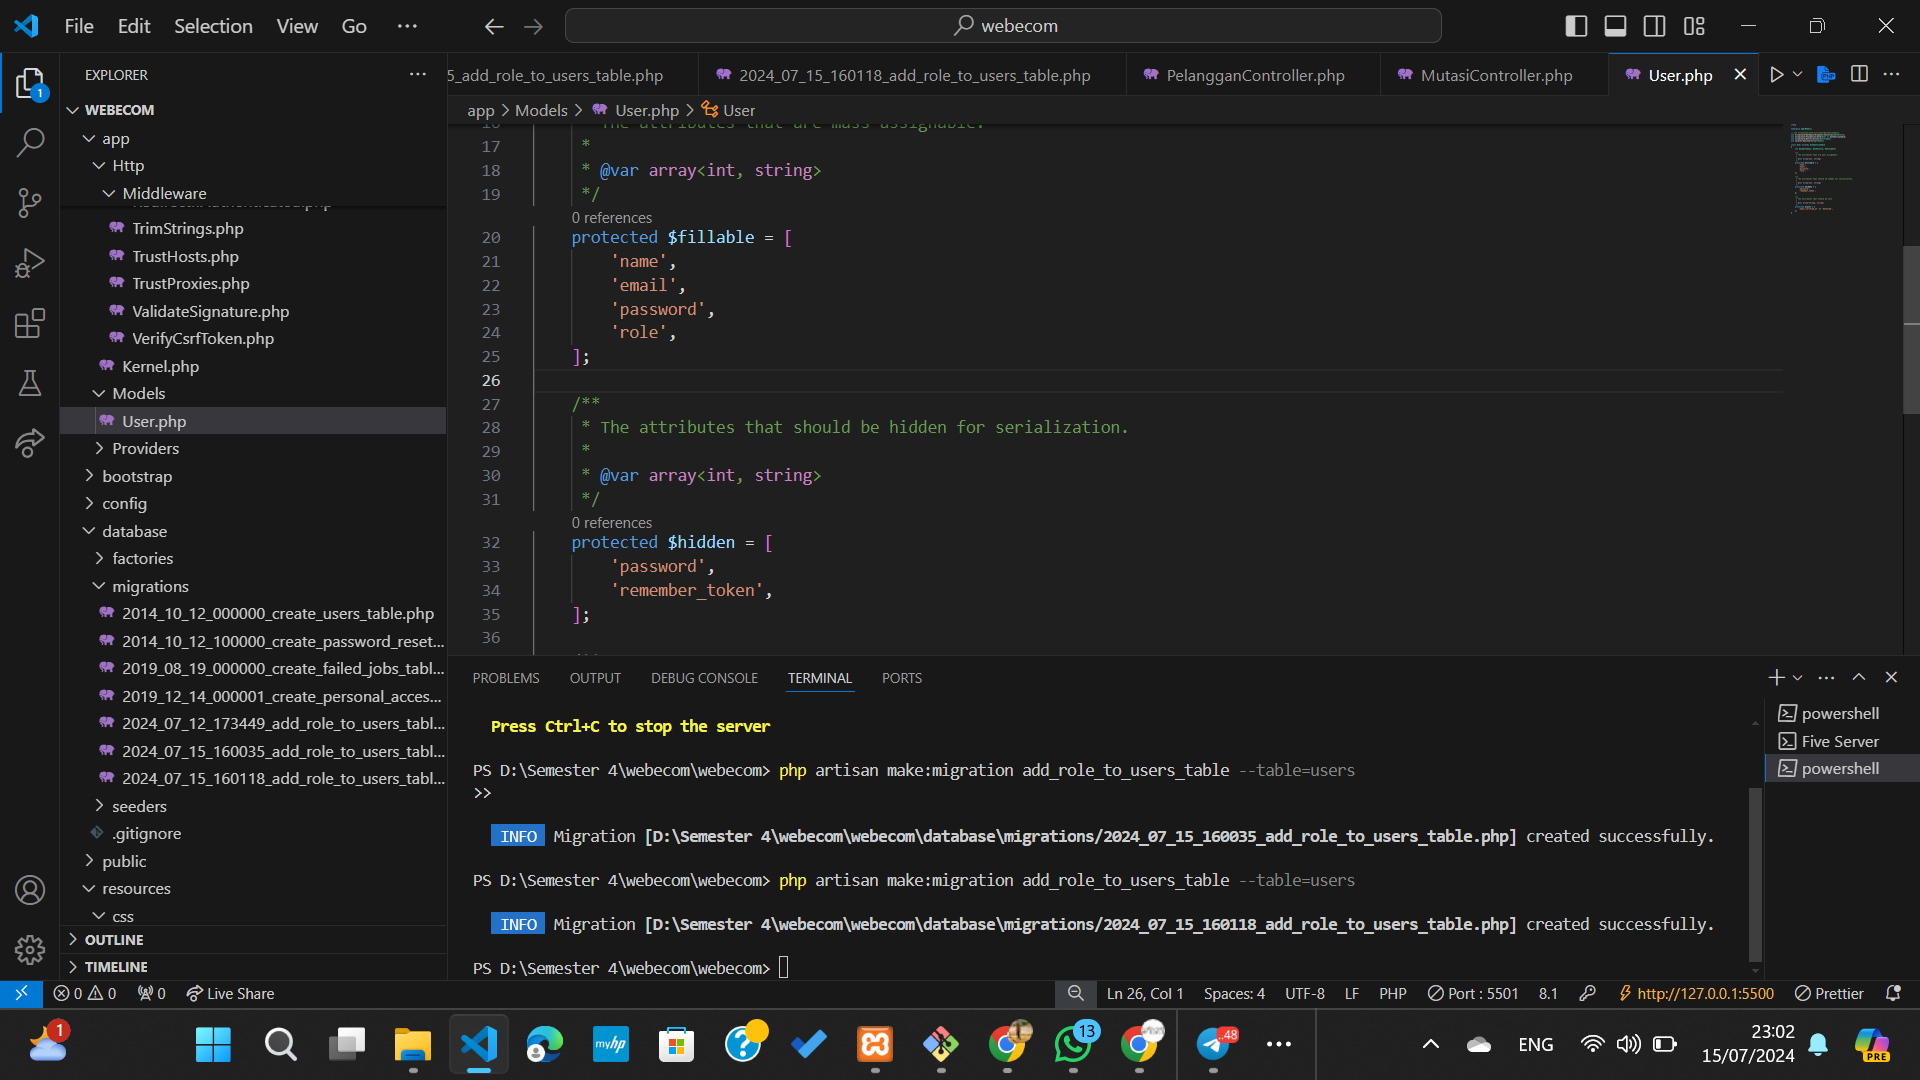 File Edit Selection View Go ···
webecom
EXPLORER
5_add_role_to_users_table.php
2024_07_15_160118_add_role_to_users_table.php
PelangganController.php
MutasiController.php
User.php
app > Models > User.php > User
WEBECOM
app
Http
Middleware
TrimStrings.php
TrustHosts.php
TrustProxies.php
ValidateSignature.php
VerifyCsrfToken.php
Kernel.php
Models
User.php
Providers
bootstrap
config
database
factories
migrations
2014_10_12_000000_create_users_table.php
2014_10_12_100000_create_password_reset...
2019_08_19_000000_create_failed_jobs_tabl...
2019_12_14_000001_create_personal_acces...
2024_07_12_173449_add_role_to_users_tabl...
2024_07_15_160035_add_role_to_users_tabl...
2024_07_15_160118_add_role_to_users_tabl...
seeders
.gitignore
public
resources
css
OUTLINE
TIMELINE
16 The attributes that are mass assignable.
17 *
18 * @var array<int, string>
19 */
0 references
20 protected $fillable = [
21 'name',
22 'email',
23 'password',
24 'role',
25 ];
26
27 /**
28 * The attributes that should be hidden for serialization.
29 *
30 * @var array<int, string>
31 */
0 references
32 protected $hidden = [
33 'password',
34 'remember_token',
35 ];
36
PROBLEMS OUTPUT DEBUG CONSOLE TERMINAL PORTS
Press Ctrl+C to stop the server
PS D:\Semester 4\webecom\webecom> php artisan make:migration add_role_to_users_table --table=users
>>
INFO Migration [D:\Semester 4\webecom\webecom\database\migrations/2024_07_15_160035_add_role_to_users_table.php] created successfully.
PS D:\Semester 4\webecom\webecom> php artisan make:migration add_role_to_users_table --table=users
INFO Migration [D:\Semester 4\webecom\webecom\database\migrations/2024_07_15_160118_add_role_to_users_table.php] created successfully.
PS D:\Semester 4\webecom\webecom>
powershell
Five Server
powershell
0 0 0 Live Share
Ln 26, Col 1 Spaces: 4 UTF-8 LF PHP Port : 5501 8.1 http://127.0.0.1:5500 Prettier
1
1
myhp
13
48
ENG
23:02
15/07/2024
PRE